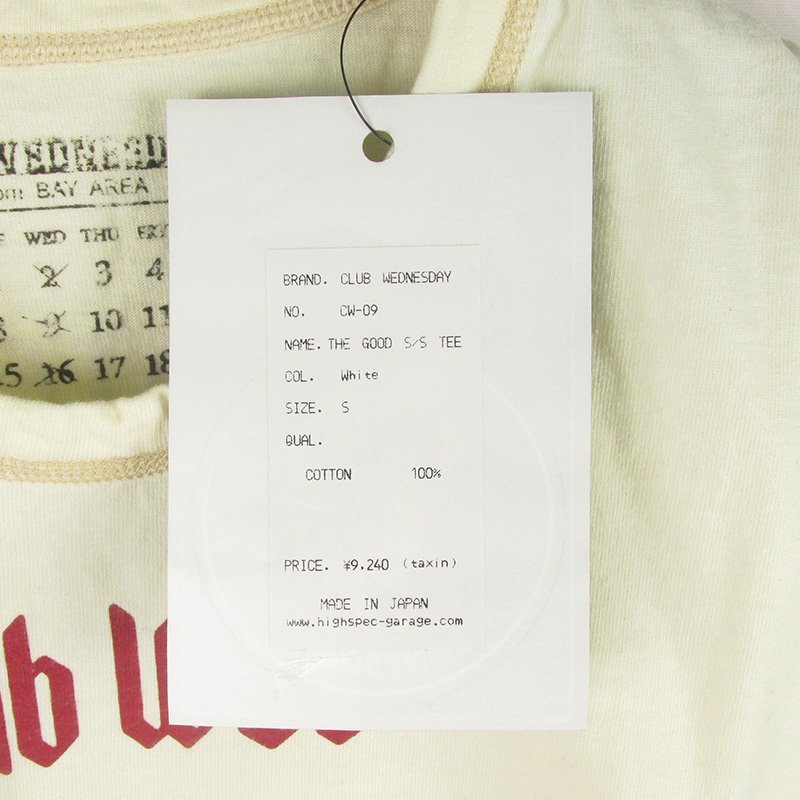 WEDNESD
BAY AREA
WED THU FRI
2 3 4
9 10 11
16 17 18
BRAND. CLUB WEDNESDAY
NO. CW-09
NAME. THE GOOD S/S TEE
COL. White
SIZE. S
QUAL.
COTTON 100%
PRICE. ¥9,240 (taxin)
MADE IN JAPAN
www.highspec-garage.com